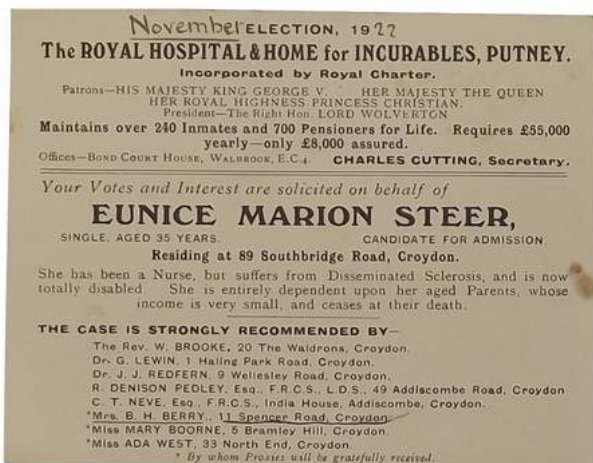 November ELECTION, 1922
The ROYAL HOSPITAL & HOME for INCURABLES, PUTNEY.
Incorporated by Royal Charter.
Patrons—HIS MAJESTY KING GEORGE V. HER MAJESTY THE QUEEN
HER ROYAL HIGHNESS PRINCESS CHRISTIAN.
President—The Right Hon. LORD WOLVERTON
Maintains over 240 Inmates and 700 Pensioners for Life. Requires £55,000
yearly—only £8,000 assured.
Offices—BOND COURT HOUSE, WALBROOK, E.C.4. CHARLES CUTTING, Secretary.
Your Votes and Interest are solicited on behalf of
EUNICE MARION STEER,
SINGLE, AGED 35 YEARS. CANDIDATE FOR ADMISSION.
Residing at 89 Southbridge Road, Croydon.
She has been a Nurse, but suffers from Disseminated Sclerosis, and is now
totally disabled. She is entirely dependent upon her aged Parents, whose
income is very small, and ceases at their death.
THE CASE IS STRONGLY RECOMMENDED BY—
The Rev. W. BROOKE, 20 The Waldrons, Croydon.
Dr. G. LEWIN, 1 Haling Park Road, Croydon.
Dr. J. J. REDFERN, 9 Wellesley Road, Croydon.
R. DENISON PEDLEY, Esq., F.R.C.S., L.D.S., 49 Addiscombe Road, Croydon
C. T. NEVE, Esq., F.R.C.S., India House, Addiscombe, Croydon.
*Mrs. B. H. BERRY, 11 Spencer Road, Croydon
*Miss MARY BOORNE, 5 Bramley Hill, Croydon.
*Miss ADA WEST, 33 North End, Croydon.
* By whom Proxies will be gratefully received.